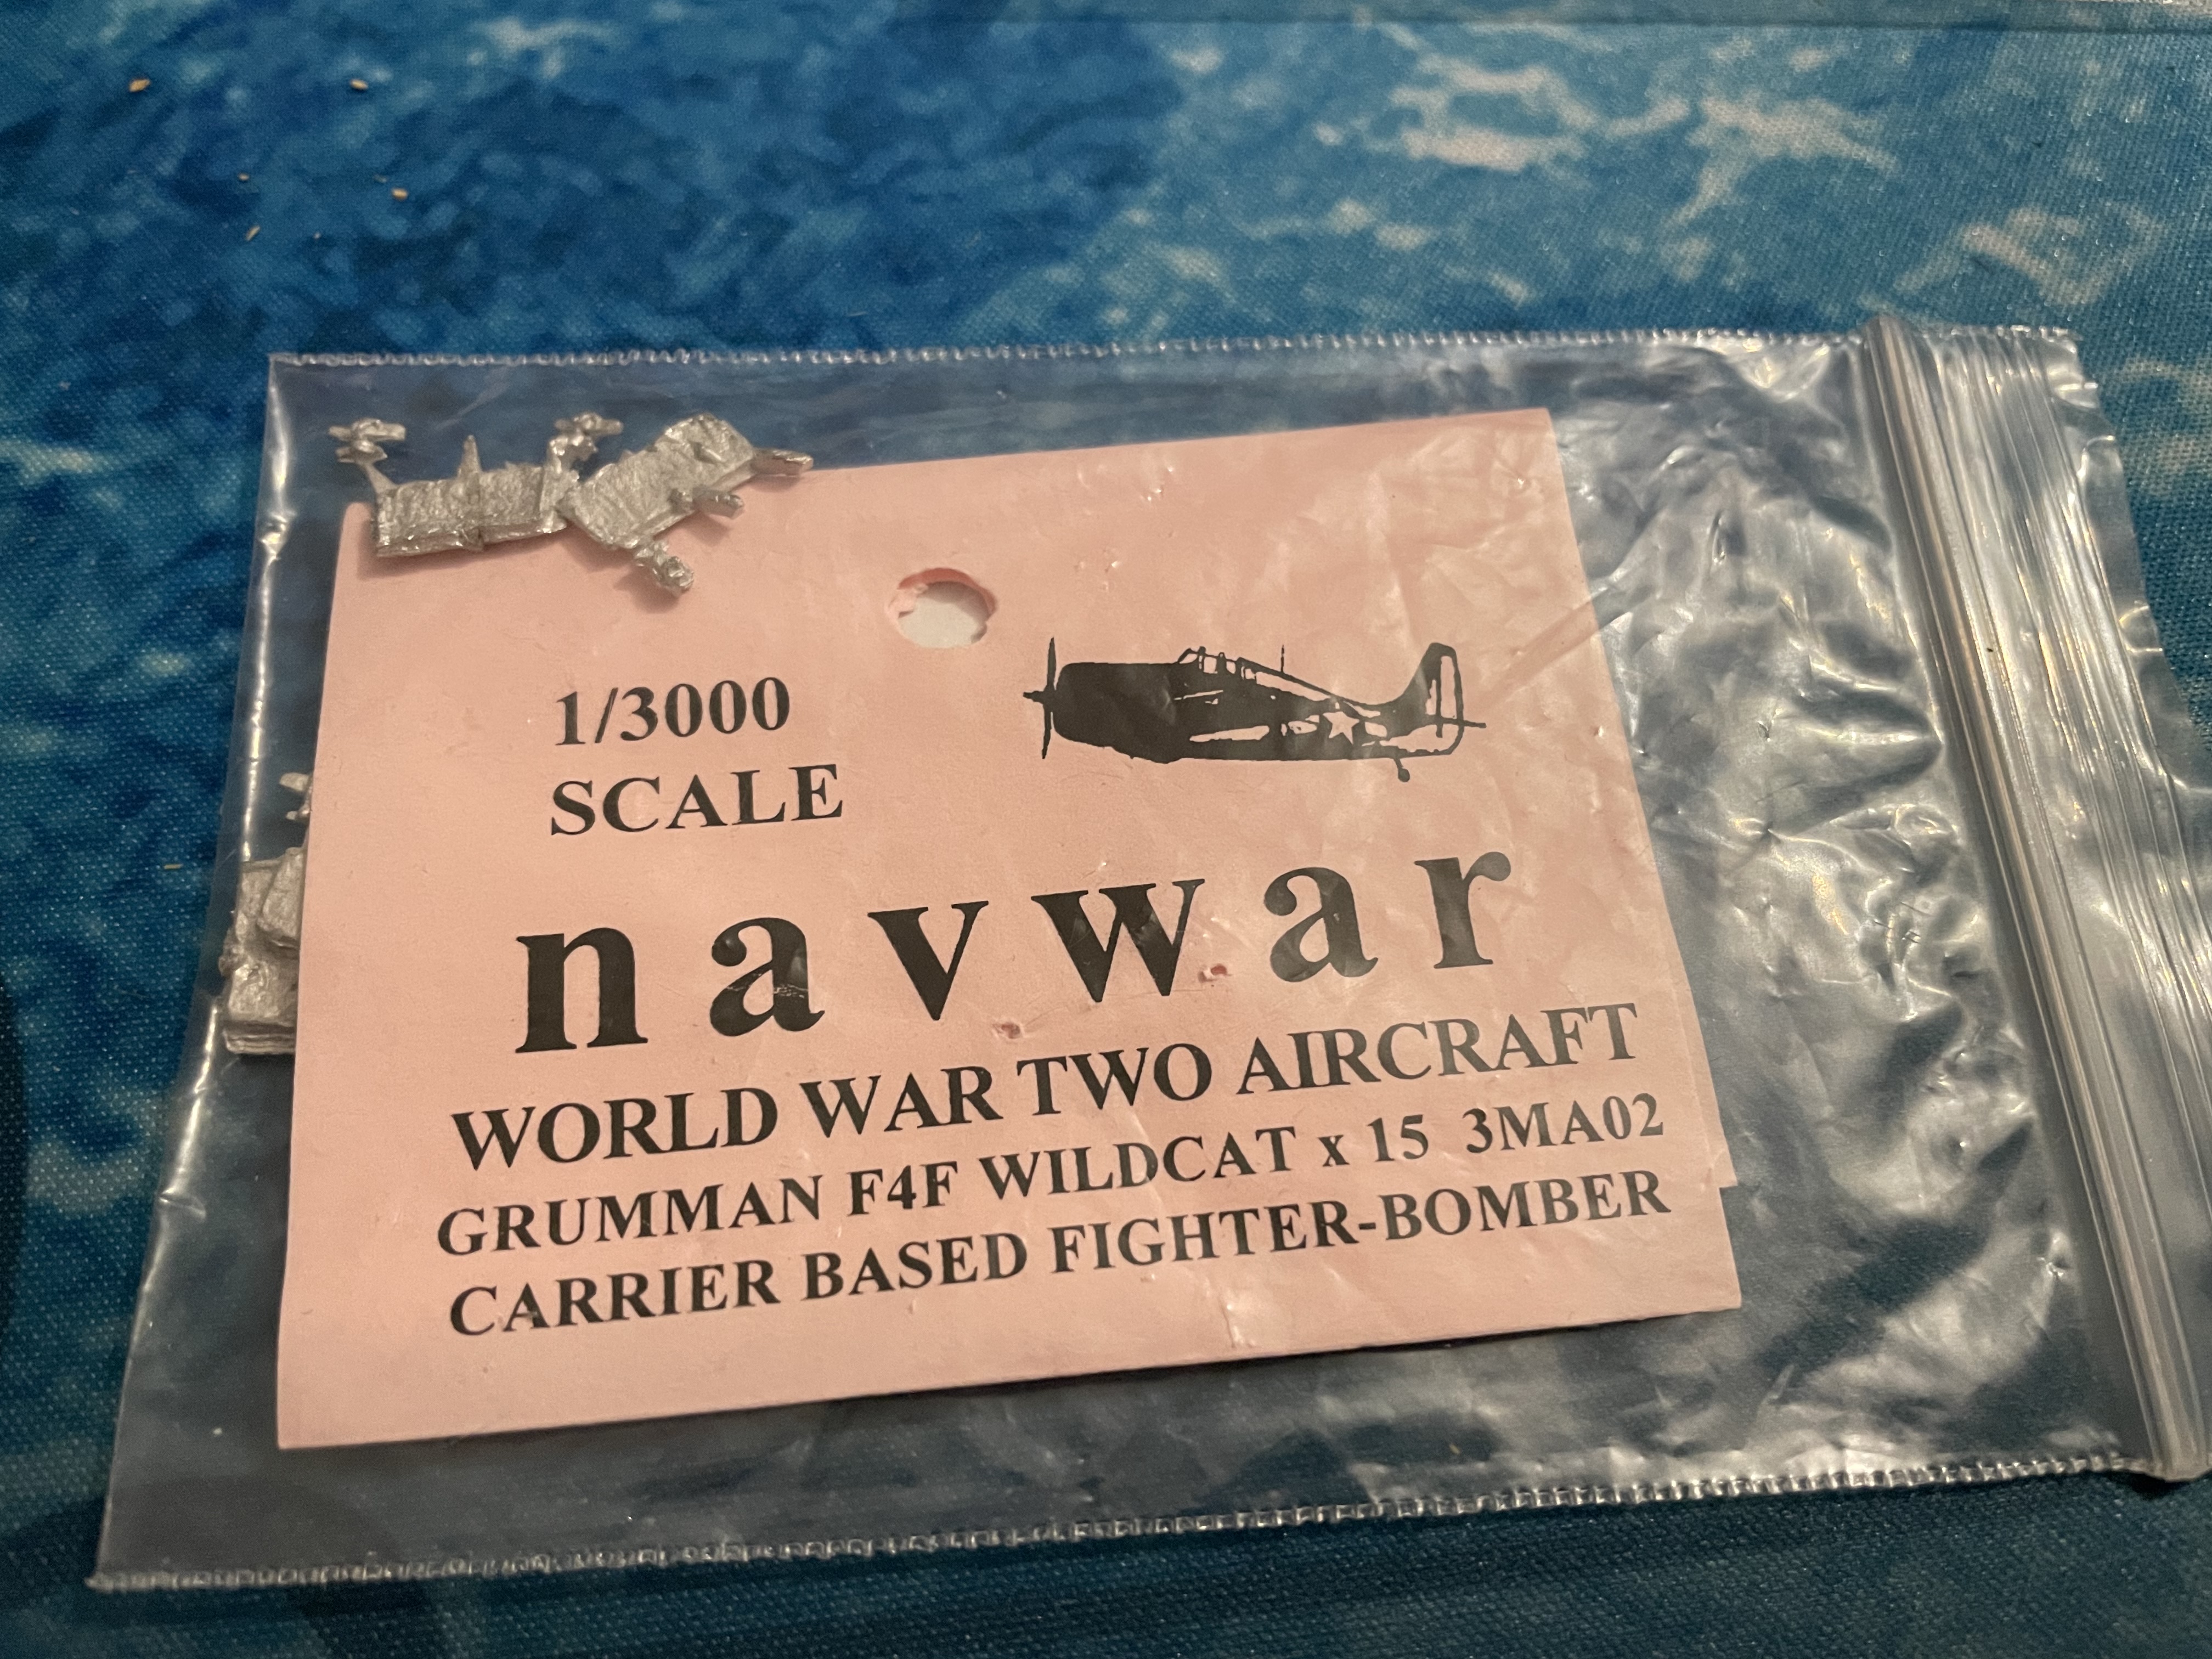 1/3000
SCALE
navwar
WORLD WAR TWO AIRCRAFT
GRUMMAN F4F WILDCAT x 15 3MA02
CARRIER BASED FIGHTER-BOMBER